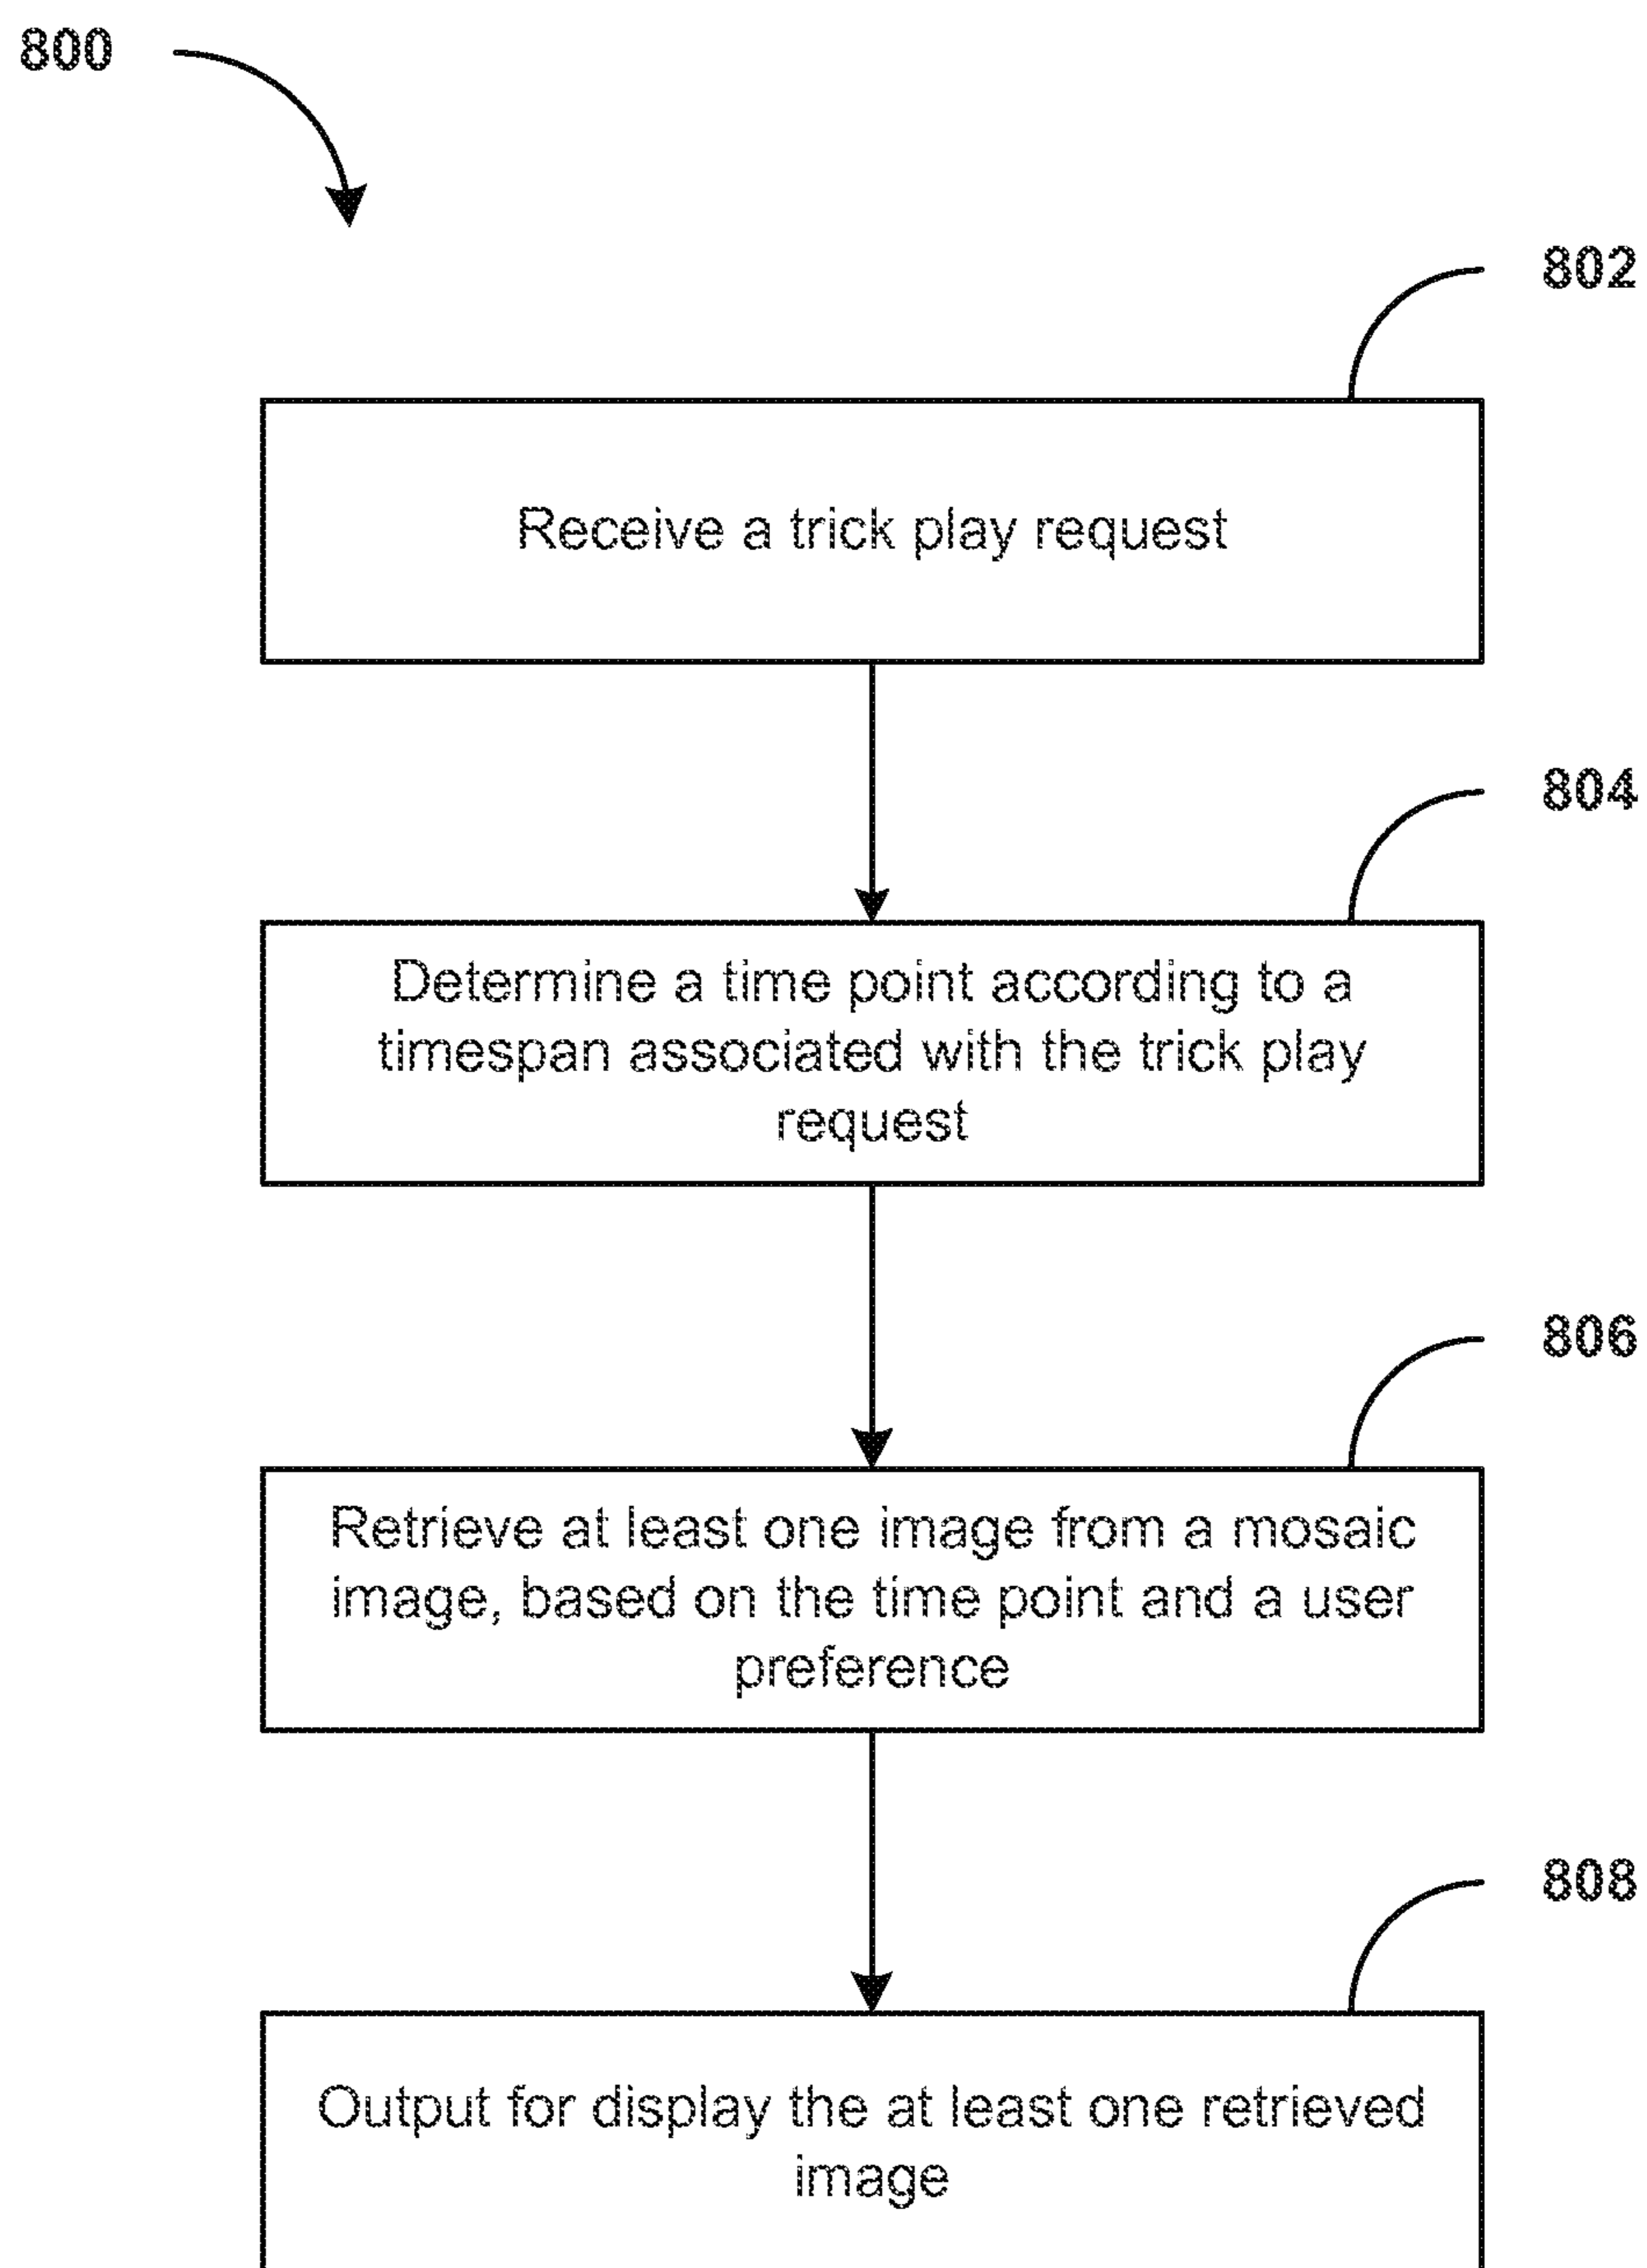 800
802
Receive a trick play request
804
Determine a time point according to a
timespan associated with the trick play
request
806
Retrieve at least one image from a mosaic
image, based on the time point and a user
preference
808
Output for display the at least one retrieved
image